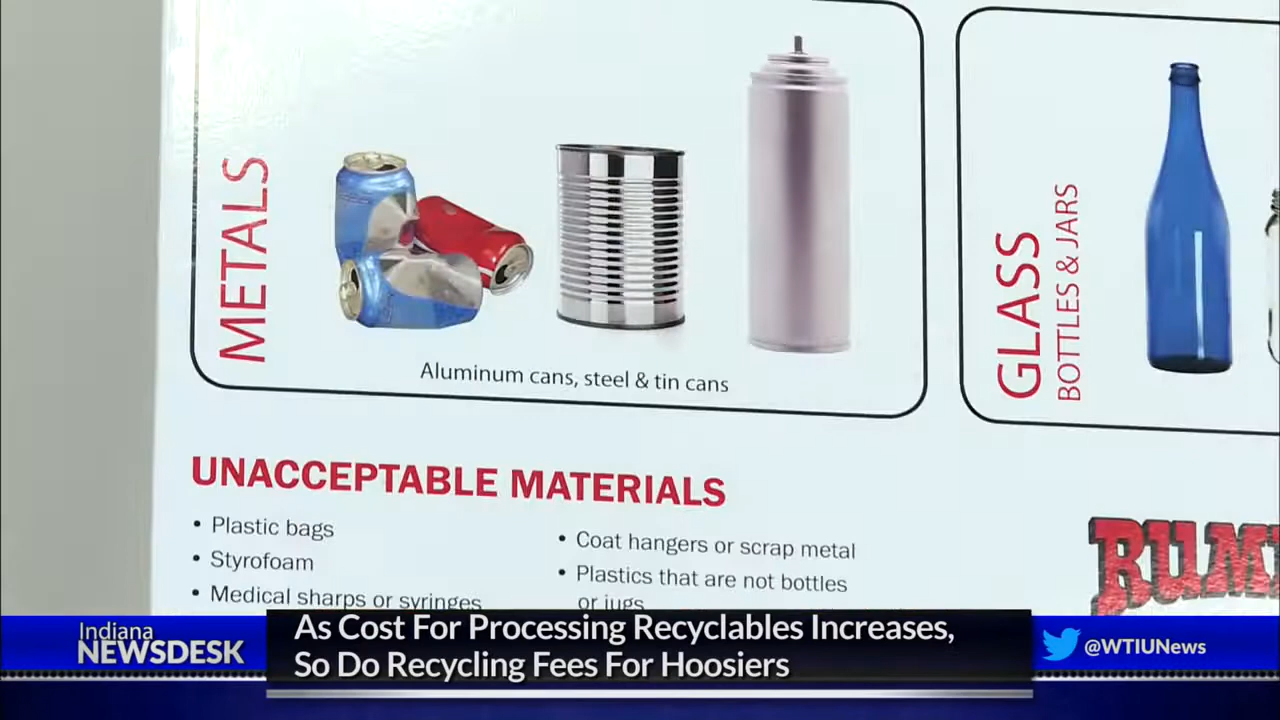 METALS
Aluminum cans, steel & tin cans
GLASS
BOTTLES & JARS
UNACCEPTABLE MATERIALS
• Plastic bags
• Styrofoam
• Medical sharps or syringes
• Coat hangers or scrap metal
• Plastics that are not bottles
or jugs
RUM
Indiana
NEWSDESK
As Cost For Processing Recyclables Increases,
So Do Recycling Fees For Hoosiers
@WTIUNews